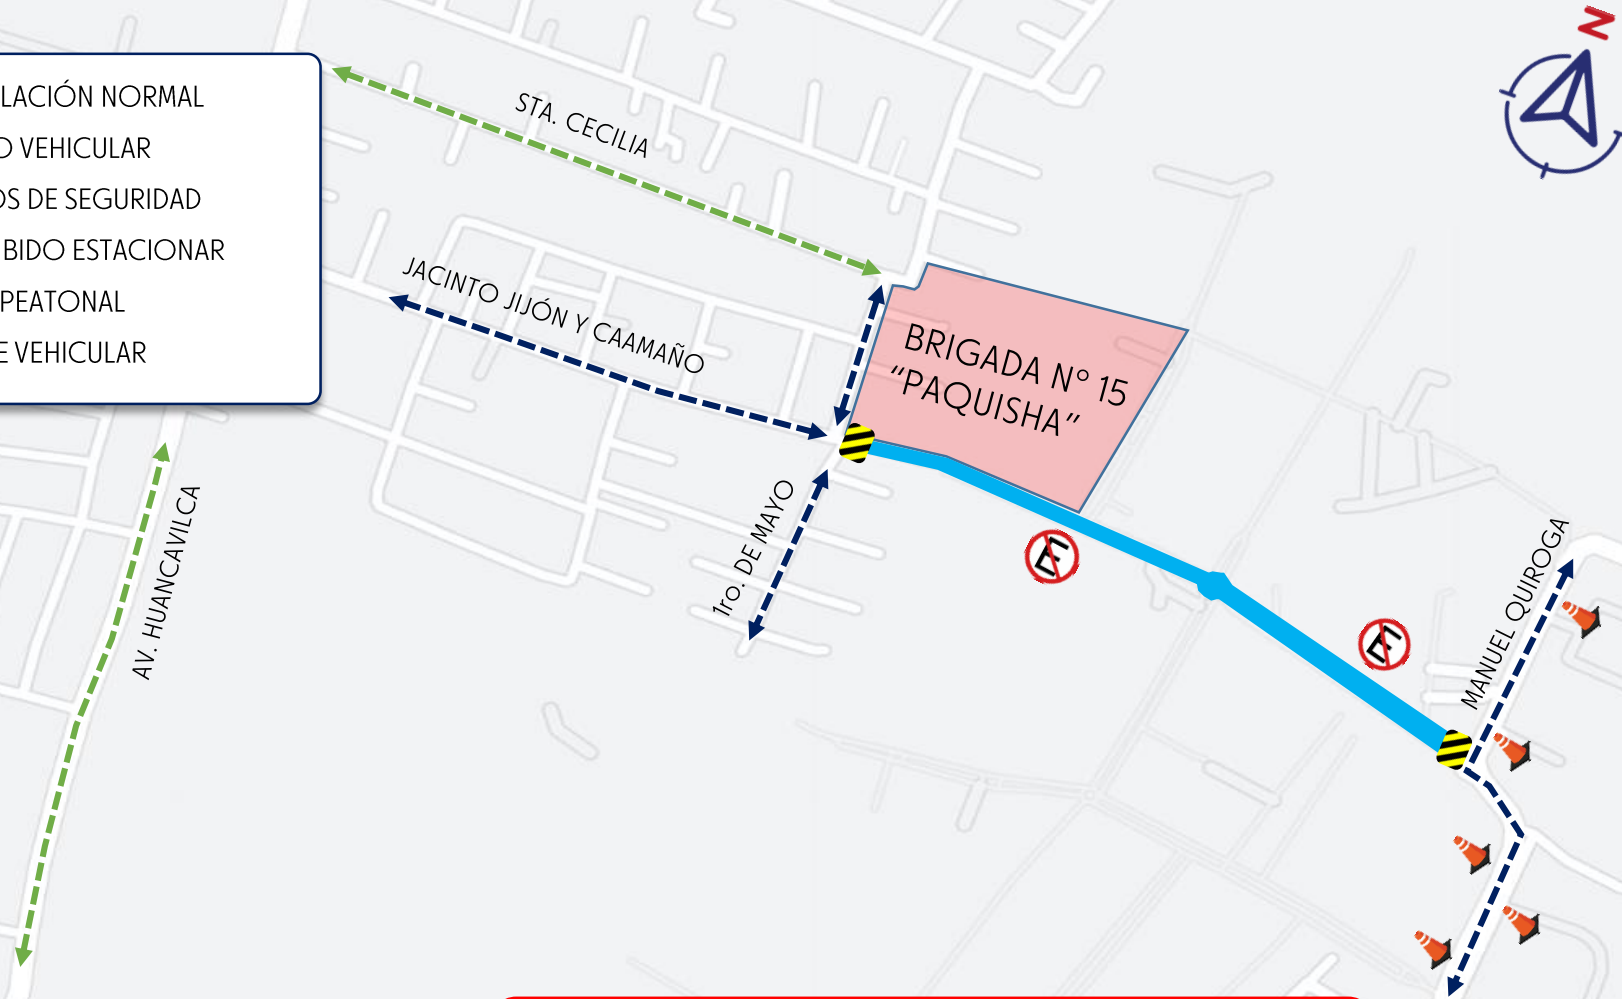 N
LACIÓN NORMAL
O VEHICULAR
OS DE SEGURIDAD
BIDO ESTACIONAR
PEATONAL
E VEHICULAR
STA. CECILIA
JACINTO JIJÓN Y CAAMAÑO
BRIGADA N° 15
"PAQUISHA"
1ro. DE MAYO
AV. HUANCAVILCA
MANUEL QUIROGA
E
E